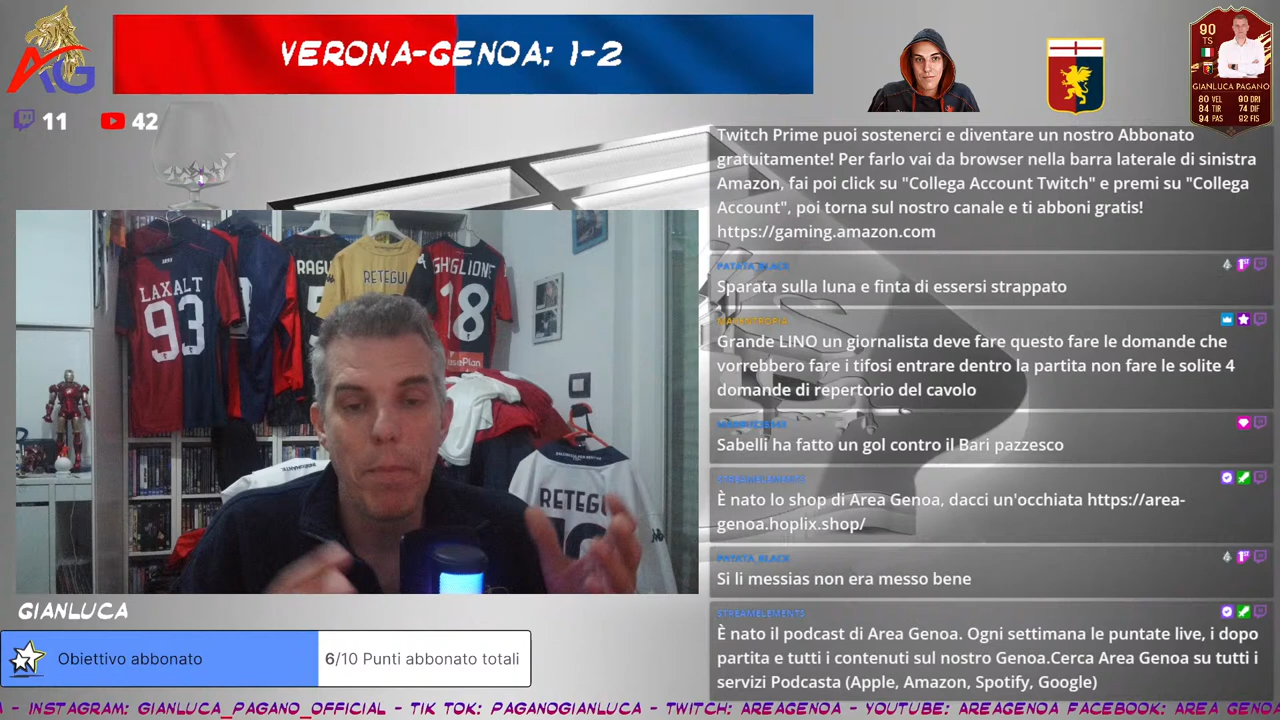 VERONA-GENOA: 1-2
AG
11
42
90
TS
GIANLUCA PAGANO
80 VEL 90 DRI
84 TIR 74 DIF
94 PAS 92 FIS
Twitch Prime puoi sostenerci e diventare un nostro Abbonato
gratuitamente! Per farlo vai da browser nella barra laterale di sinistra
Amazon, fai poi click su "Collega Account Twitch" e premi su "Collega
Account", poi torna sul nostro canale e ti abboni gratis!
https://gaming.amazon.com
PATATA_BLACK
Sparata sulla luna e finta di essersi strappato
Grande LINO un giornalista deve fare questo fare le domande che
vorrebbero fare i tifosi entrare dentro la partita non fare le solite 4
domande di repertorio del cavolo
Sabelli ha fatto un gol contro il Bari pazzesco
STREAMELEMENTS
È nato lo shop di Area Genoa, dacci un'occhiata https://area-
genoa.hoplix.shop/
PATATA_BLACK
Si li messias non era messo bene
STREAMELEMENTS
È nato il podcast di Area Genoa. Ogni settimana le puntate live, i dopo
partita e tutti i contenuti sul nostro Genoa.Cerca Area Genoa su tutti i
servizi Podcasta (Apple, Amazon, Spotify, Google)
LAXALT
93
RAGU
5
RETEGUI
GHIGLIONE
18
RETEGU
GIANLUCA
Obiettivo abbonato
6/10 Punti abbonato totali
A - INSTAGRAM: GIANLUCA_PAGANO_OFFICIAL - TIK TOK: PAGANOGIANLUCA - TWITCH: AREAGENOA - YOUTUBE: AREAGENOA FACEBOOK: AREA GENOA